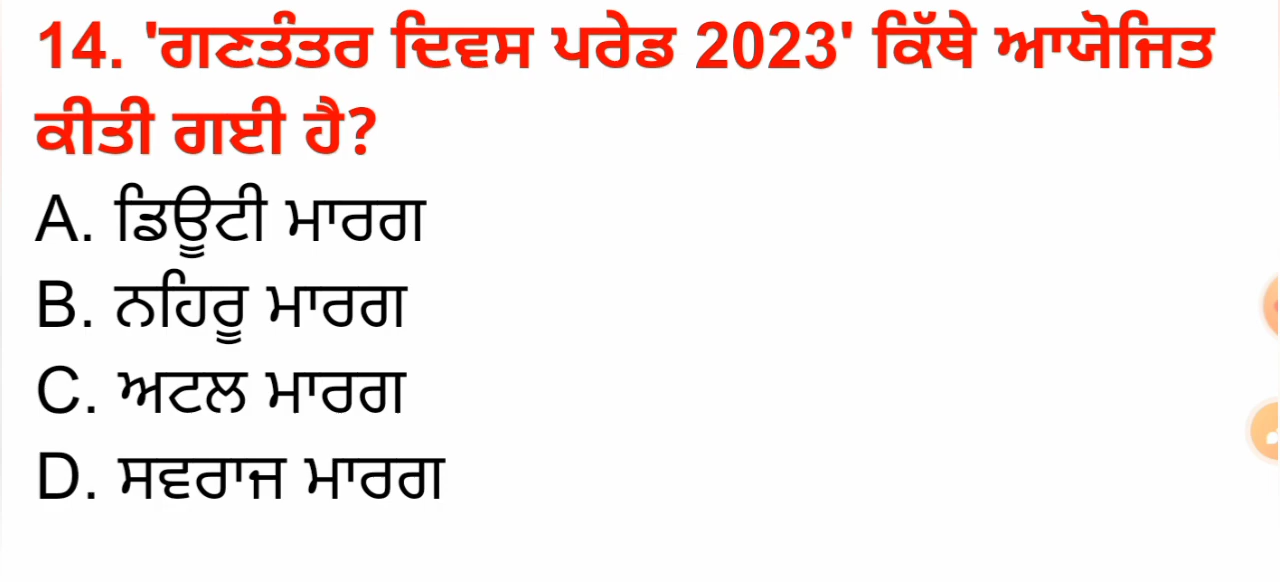 14. 'ਗਣਤੰਤਰ ਦਿਵਸ ਪਰੇਡ 2023' ਕਿੱਥੇ ਆਯੋਜਿਤ
ਕੀਤੀ ਗਈ ਹੈ?
A. ਡਿਊਟੀ ਮਾਰਗ
B. ਨਹਿਰੂ ਮਾਰਗ
C. ਅਟਲ ਮਾਰਗ
D. ਸਵਰਾਜ ਮਾਰਗ